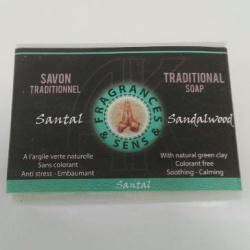 SAVON
TRADITIONNEL
Santal
A l'argile verte naturelle
Sans colorant
Anti stress - Embaumant
FRAGRANCES
& SENS &
TRADITIONAL
SOAP
Sandalwood
With natural green clay
Colorant free
Soothing - Calming
Santal